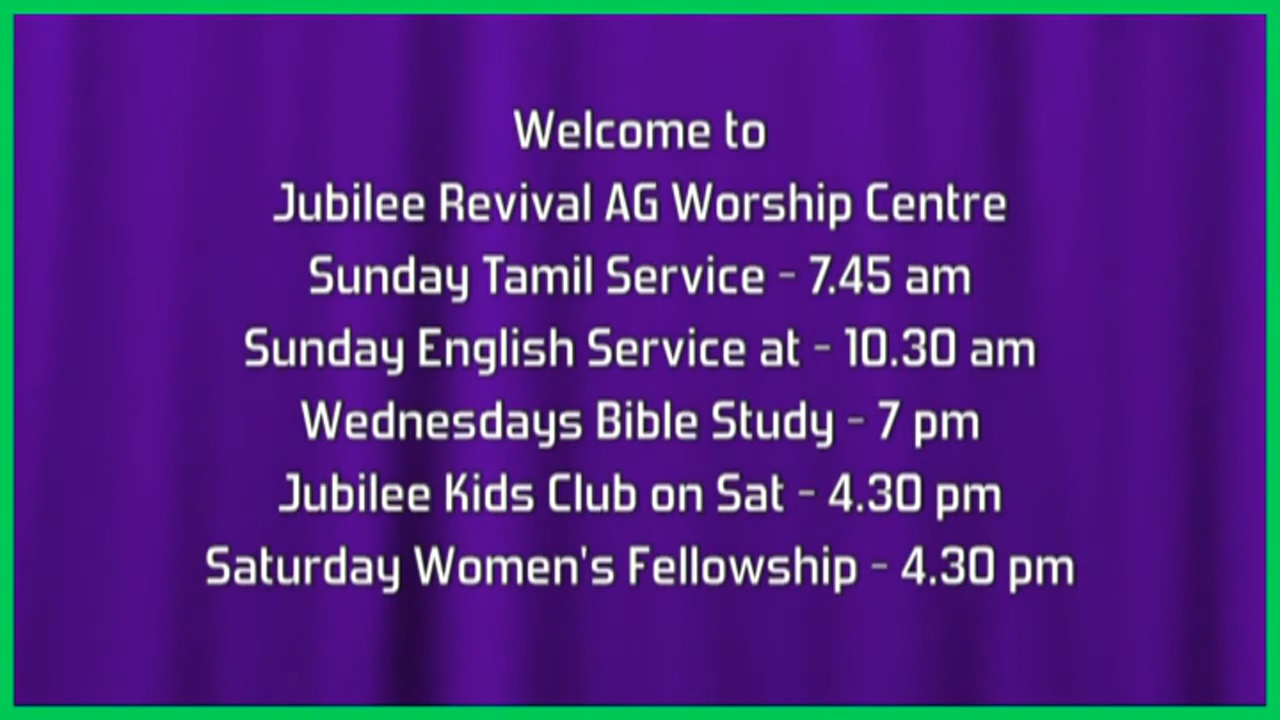 Welcome to
Jubilee Revival AG Worship Centre
Sunday Tamil Service - 7.45 am
Sunday English Service at - 10.30 am
Wednesdays Bible Study - 7 pm
Jubilee Kids Club on Sat - 4.30 pm
Saturday Women's Fellowship - 4.30 pm